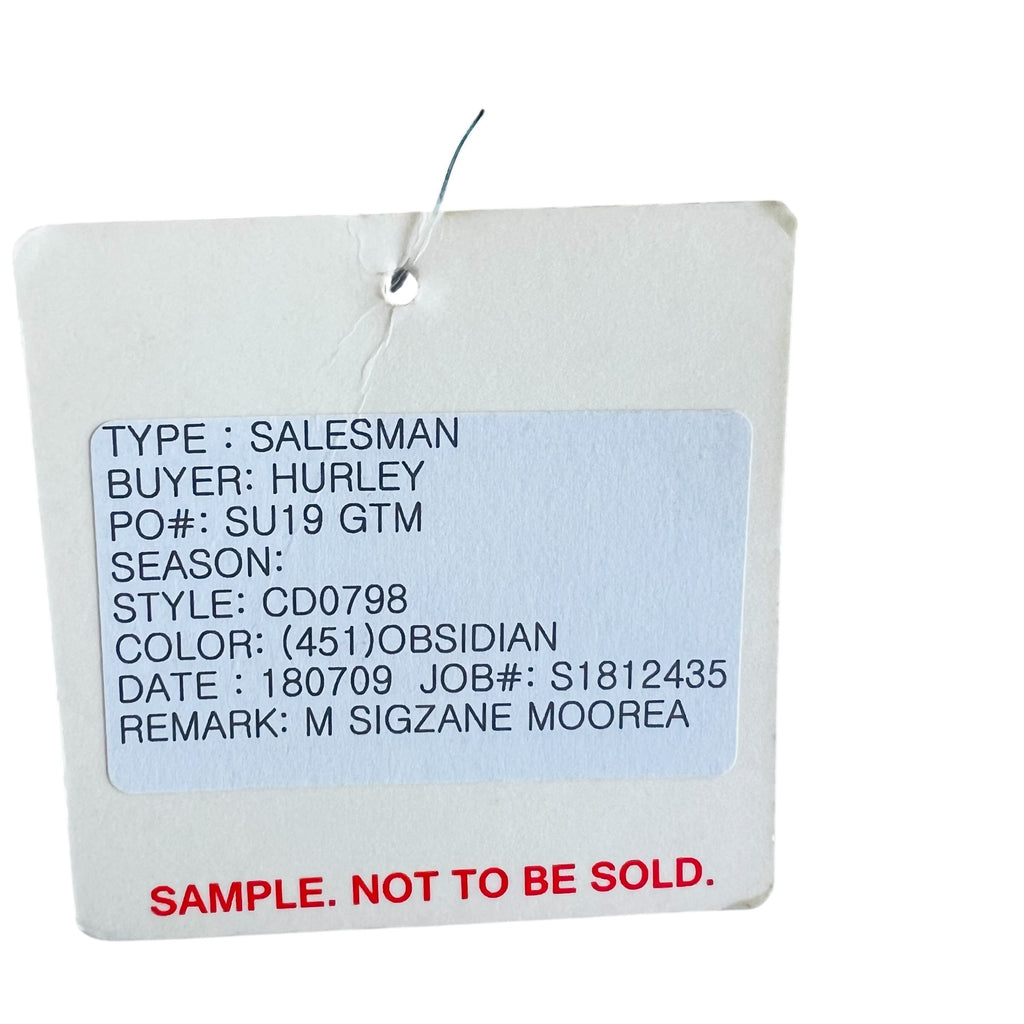 TYPE : SALESMAN
BUYER: HURLEY
PO#: SU19 GTM
SEASON:
STYLE: CD0798
COLOR: (451)OBSIDIAN
DATE : 180709 JOB#: S1812435
REMARK: M SIGZANE MOOREA
SAMPLE. NOT TO BE SOLD.